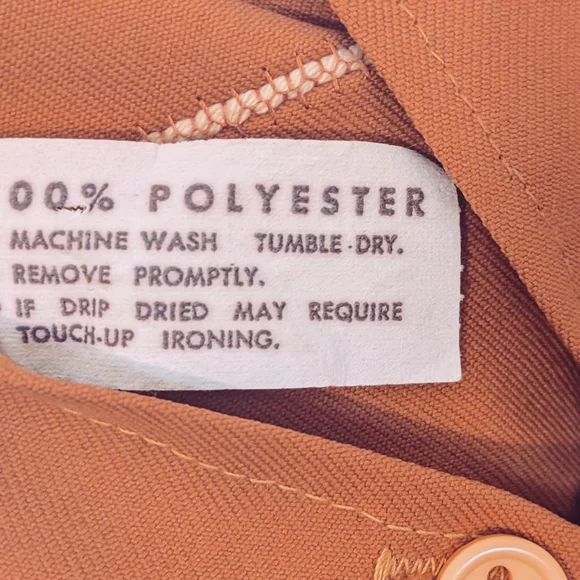 00% POLYESTER
MACHINE WASH TUMBLE-DRY.
REMOVE PROMPTLY.
IF DRIP DRIED MAY REQUIRE
TOUCH-UP IRONING.